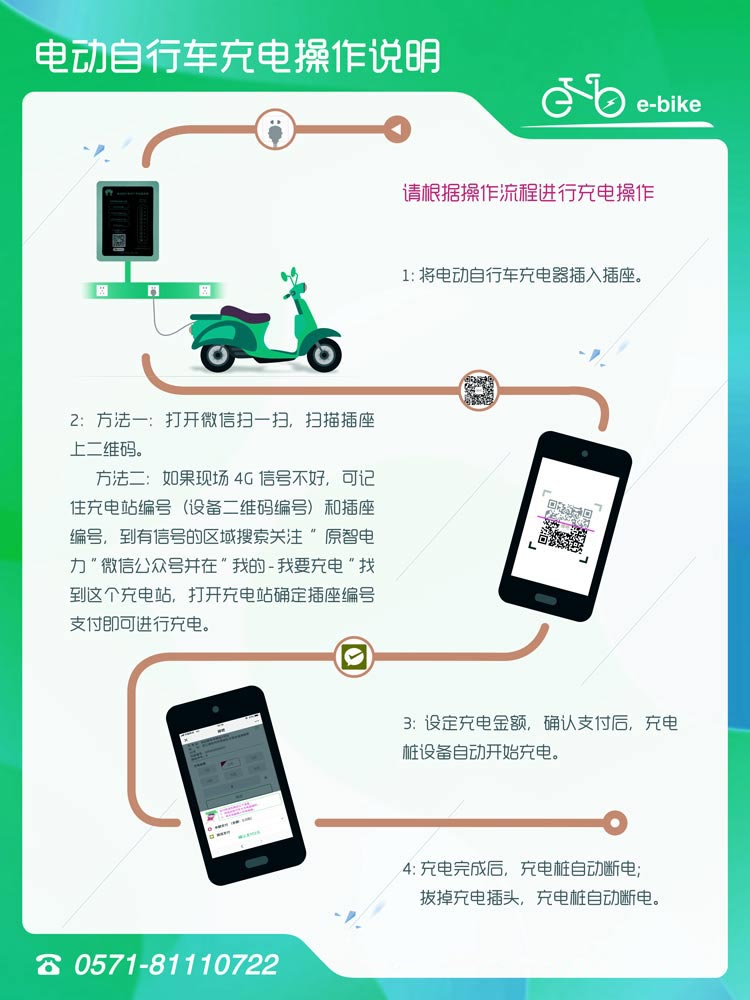 电动自行车充电操作说明
e-bike
请根据操作流程进行充电操作
1: 将电动自行车充电器插入插座。
2: 方法一: 打开微信扫一扫, 扫描插座
上二维码。
方法二: 如果现场 4G 信号不好, 可记
住充电站编号 (设备二维码编号) 和插座
编号, 到有信号的区域搜索关注 " 原智电
力 " 微信公众号并在 " 我的 - 我要充电 " 找
到这个充电站, 打开充电站确定插座编号
支付即可进行充电。
3: 设定充电金额, 确认支付后, 充电
桩设备自动开始充电。
4: 充电完成后, 充电桩自动断电;
拔掉充电插头, 充电桩自动断电。
0571-81110722